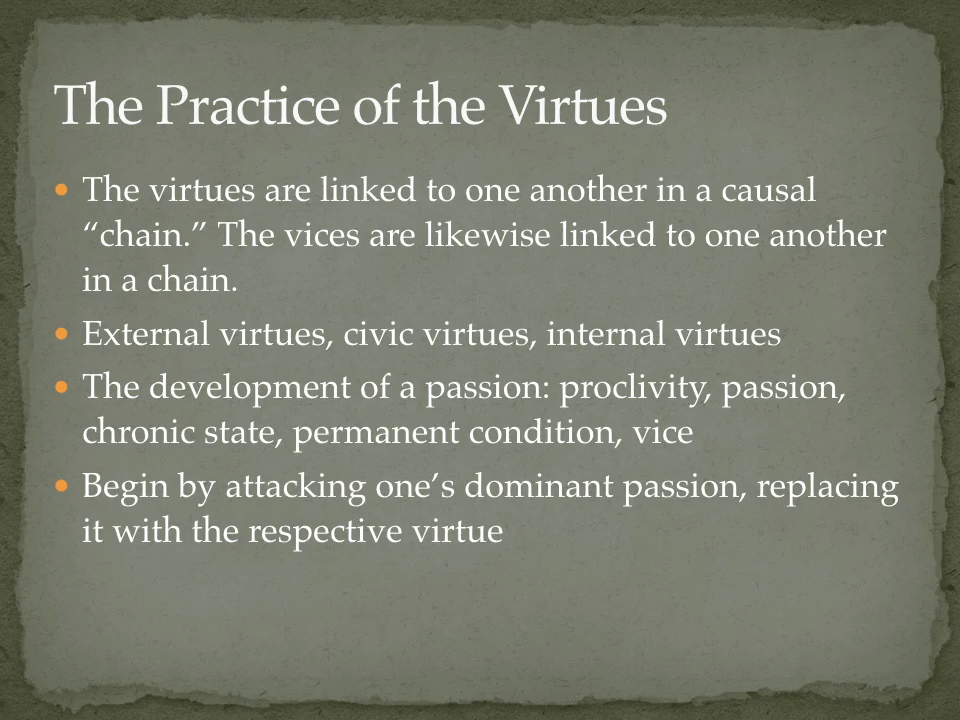 The Practice of the Virtues
• The virtues are linked to one another in a causal
“chain.” The vices are likewise linked to one another
in a chain.
• External virtues, civic virtues, internal virtues
• The development of a passion: proclivity, passion,
chronic state, permanent condition, vice
• Begin by attacking one’s dominant passion, replacing
it with the respective virtue